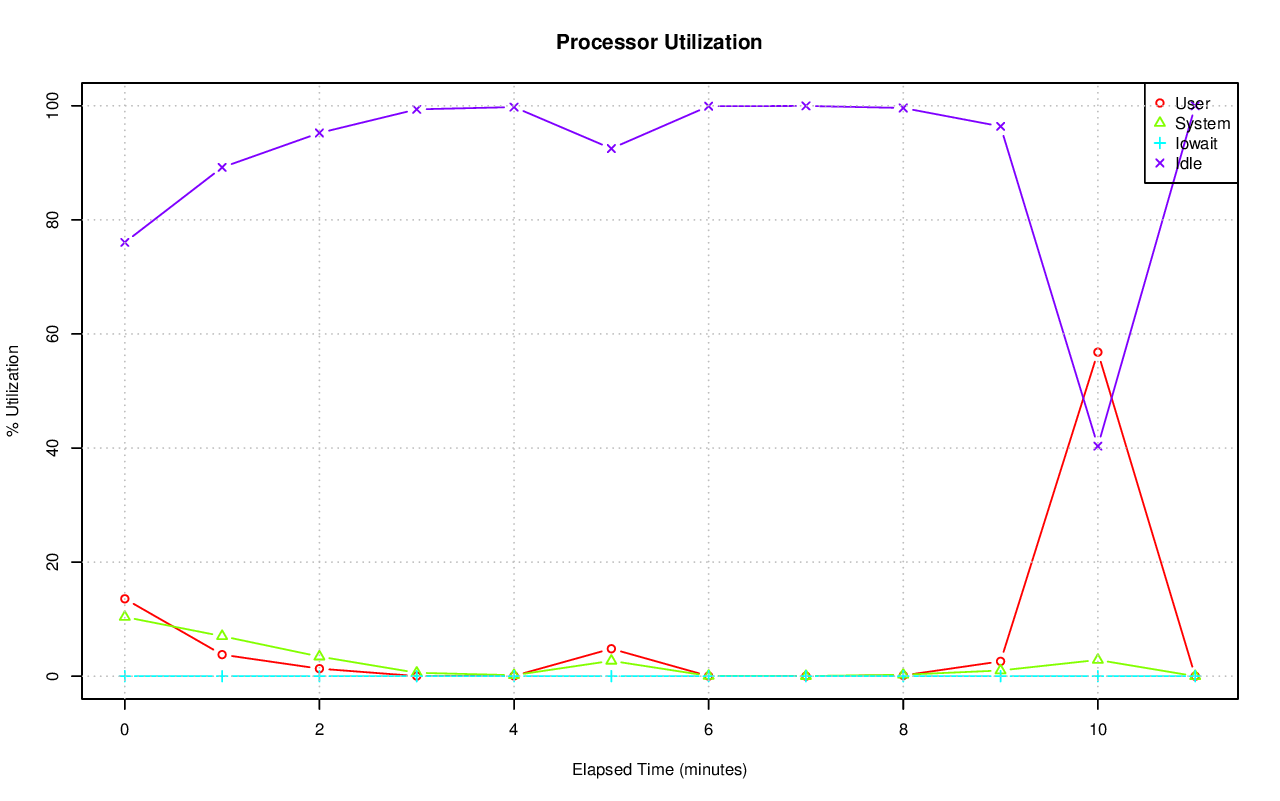 Processor Utilization
User
System
Iowait
Idle
% Utilization
100
80
60
40
20
0
0 2 4 6 8 10
Elapsed Time (minutes)